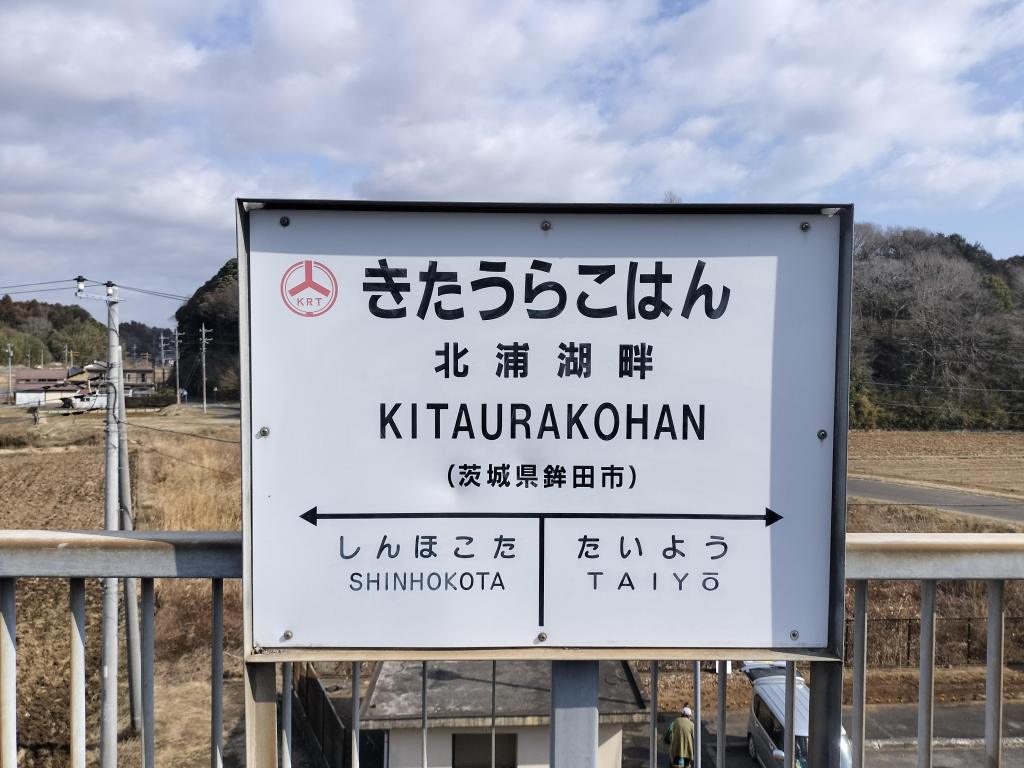 KRT
きたうらこはん
北浦湖畔
KITAURAKOHAN
(茨城県鉾田市)
しんほこた たいよう
SHINHOKOTA TAIYŌ